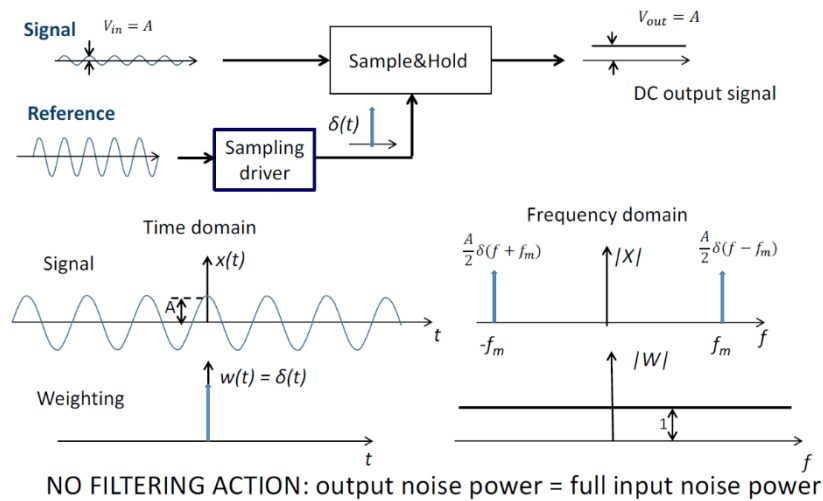 Signal
V_in = A
Sample&Hold
V_out = A
DC output signal
Reference
δ(t)
Sampling
driver
Time domain
Frequency domain
Signal
x(t)
A
t
A/2 δ(f + f_m)
|X|
A/2 δ(f − f_m)
-f_m
f_m
f
w(t) = δ(t)
Weighting
t
|W|
1
f
NO FILTERING ACTION: output noise power = full input noise power